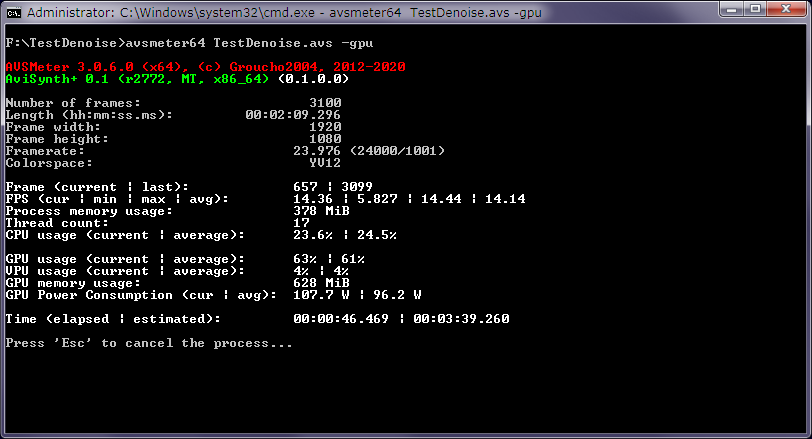 Administrator: C:\Windows\system32\cmd.exe - avsmeter64  TestDenoise.avs -gpu
F:\TestDenoise>avsmeter64 TestDenoise.avs -gpu
AVSMeter 3.0.6.0 (x64), (c) Groucho2004, 2012-2020
AviSynth+ 0.1 (r2772, MT, x86_64) (0.1.0.0)
Number of frames: 3100
Length (hh:mm:ss.ms): 00:02:09.296
Frame width: 1920
Frame height: 1080
Framerate: 23.976 (24000/1001)
Colorspace: YV12
Frame (current | last): 657 | 3099
FPS (cur | min | max | avg): 14.36 | 5.827 | 14.44 | 14.14
Process memory usage: 378 MiB
Thread count: 17
CPU usage (current | average): 23.6% | 24.5%
GPU usage (current | average): 63% | 61%
VPU usage (current | average): 4% | 4%
GPU memory usage: 628 MiB
GPU Power Consumption (cur | avg): 107.7 W | 96.2 W
Time (elapsed | estimated): 00:00:46.469 | 00:03:39.260
Press 'Esc' to cancel the process...